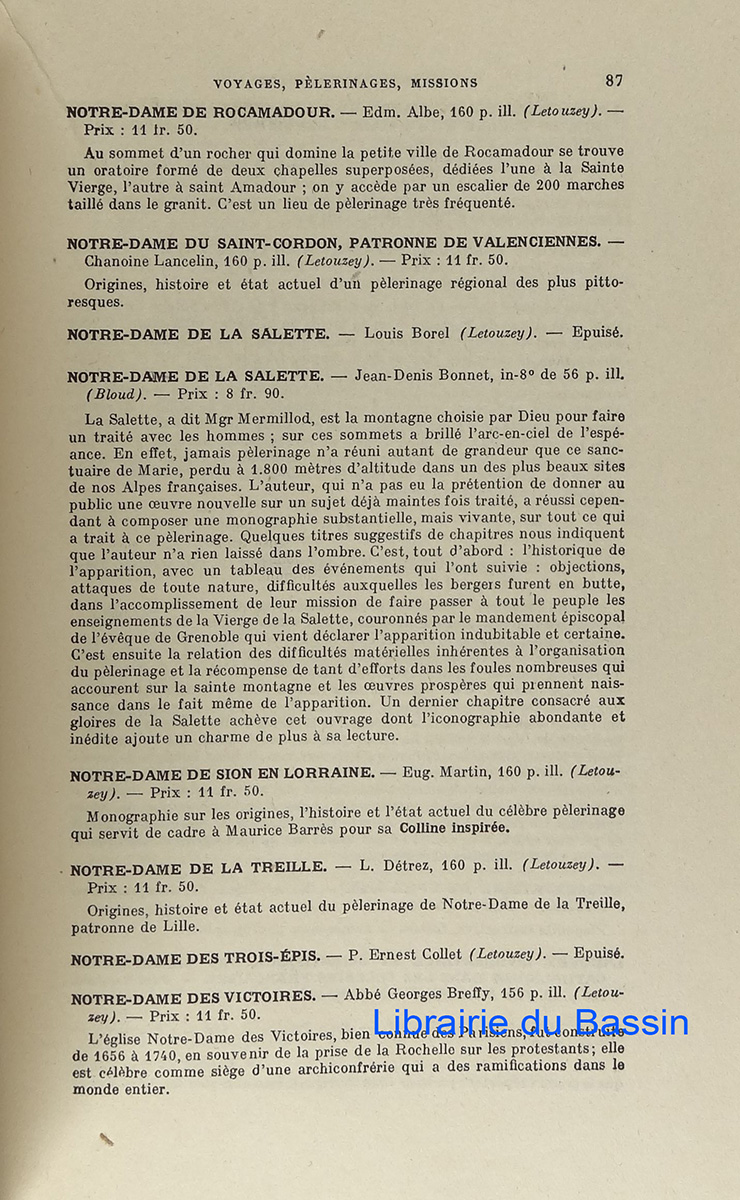 VOYAGES, PÈLERINAGES, MISSIONS 87
NOTRE-DAME DE ROCAMADOUR. — Edm. Albe, 160 p. ill. (Letouzey). —
Prix : 11 fr. 50.
Au sommet d'un rocher qui domine la petite ville de Rocamadour se trouve
un oratoire formé de deux chapelles superposées, dédiées l'une à la Sainte
Vierge, l'autre à saint Amadour ; on y accède par un escalier de 200 marches
taillé dans le granit. C'est un lieu de pèlerinage très fréquenté.
NOTRE-DAME DU SAINT-CORDON, PATRONNE DE VALENCIENNES. —
Chanoine Lancelin, 160 p. ill. (Letouzey). — Prix : 11 fr. 50.
Origines, histoire et état actuel d'un pèlerinage régional des plus pitto-
resques.
NOTRE-DAME DE LA SALETTE. — Louis Borel (Letouzey). — Epuisé.
NOTRE-DAME DE LA SALETTE. — Jean-Denis Bonnet, in-8° de 56 p. ill.
(Bloud). — Prix : 8 fr. 90.
La Salette, a dit Mgr Mermillod, est la montagne choisie par Dieu pour faire
un traité avec les hommes ; sur ces sommets a brillé l'arc-en-ciel de l'espé-
ance. En effet, jamais pèlerinage n'a réuni autant de grandeur que ce sanc-
tuaire de Marie, perdu à 1.800 mètres d'altitude dans un des plus beaux sites
de nos Alpes françaises. L'auteur, qui n'a pas eu la prétention de donner au
public une œuvre nouvelle sur un sujet déjà maintes fois traité, a réussi cepen-
dant à composer une monographie substantielle, mais vivante, sur tout ce qui
a trait à ce pèlerinage. Quelques titres suggestifs de chapitres nous indiquent
que l'auteur n'a rien laissé dans l'ombre. C'est, tout d'abord : l'historique de
l'apparition, avec un tableau des événements qui l'ont suivie : objections,
attaques de toute nature, difficultés auxquelles les bergers furent en butte,
dans l'accomplissement de leur mission de faire passer à tout le peuple les
enseignements de la Vierge de la Salette, couronnés par le mandement épiscopal
de l'évêque de Grenoble qui vient déclarer l'apparition indubitable et certaine.
C'est ensuite la relation des difficultés matérielles inhérentes à l'organisation
du pèlerinage et la récompense de tant d'efforts dans les foules nombreuses qui
accourent sur la sainte montagne et les œuvres prospères qui prennent nais-
sance dans le fait même de l'apparition. Un dernier chapitre consacré aux
gloires de la Salette achève cet ouvrage dont l'iconographie abondante et
inédite ajoute un charme de plus à sa lecture.
NOTRE-DAME DE SION EN LORRAINE. — Eug. Martin, 160 p. ill. (Letou-
zey). — Prix : 11 fr. 50.
Monographie sur les origines, l'histoire et l'état actuel du célèbre pèlerinage
qui servit de cadre à Maurice Barrès pour sa Colline inspirée.
NOTRE-DAME DE LA TREILLE. — L. Détrez, 160 p. ill. (Letouzey). —
Prix : 11 fr. 50.
Origines, histoire et état actuel du pèlerinage de Notre-Dame de la Treille,
patronne de Lille.
NOTRE-DAME DES TROIS-ÉPIS. — P. Ernest Collet (Letouzey). — Epuisé.
NOTRE-DAME DES VICTOIRES. — Abbé Georges Breffy, 156 p. ill. (Letou-
zey). — Prix : 11 fr. 50.
Librairie du Bassin
L'église Notre-Dame des Victoires, bien connue des Parisiens, fut construite
de 1656 à 1740, en souvenir de la prise de la Rochelle sur les protestants ; elle
est célèbre comme siège d'une archiconfrérie qui a des ramifications dans le
monde entier.